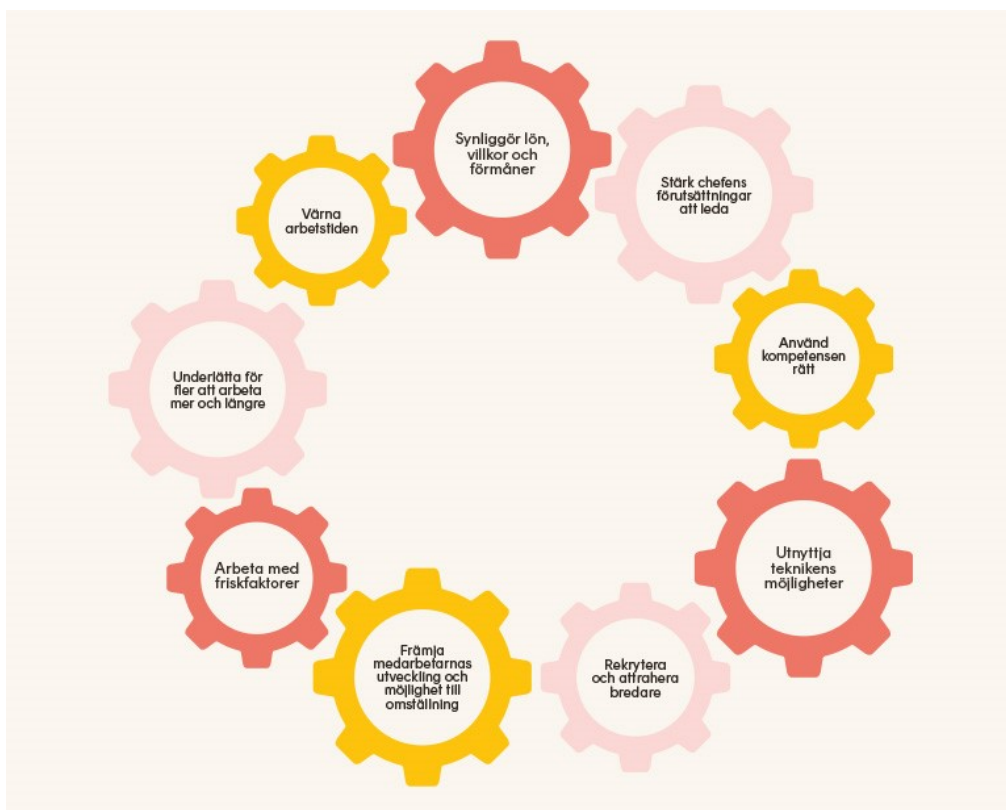 Synliggör lön,
villkor och
förmåner
Stärk chefens
förutsättningar
att leda
Använd
kompetensen
rätt
Utnyttja
teknikens
möjligheter
Rekrytera
och attrahera
bredare
Främja
medarbetarnas
utveckling och
möjlighet till
omställning
Arbeta med
friskfaktorer
Underlätta för
fler att arbeta
mer och längre
Värna
arbetstiden